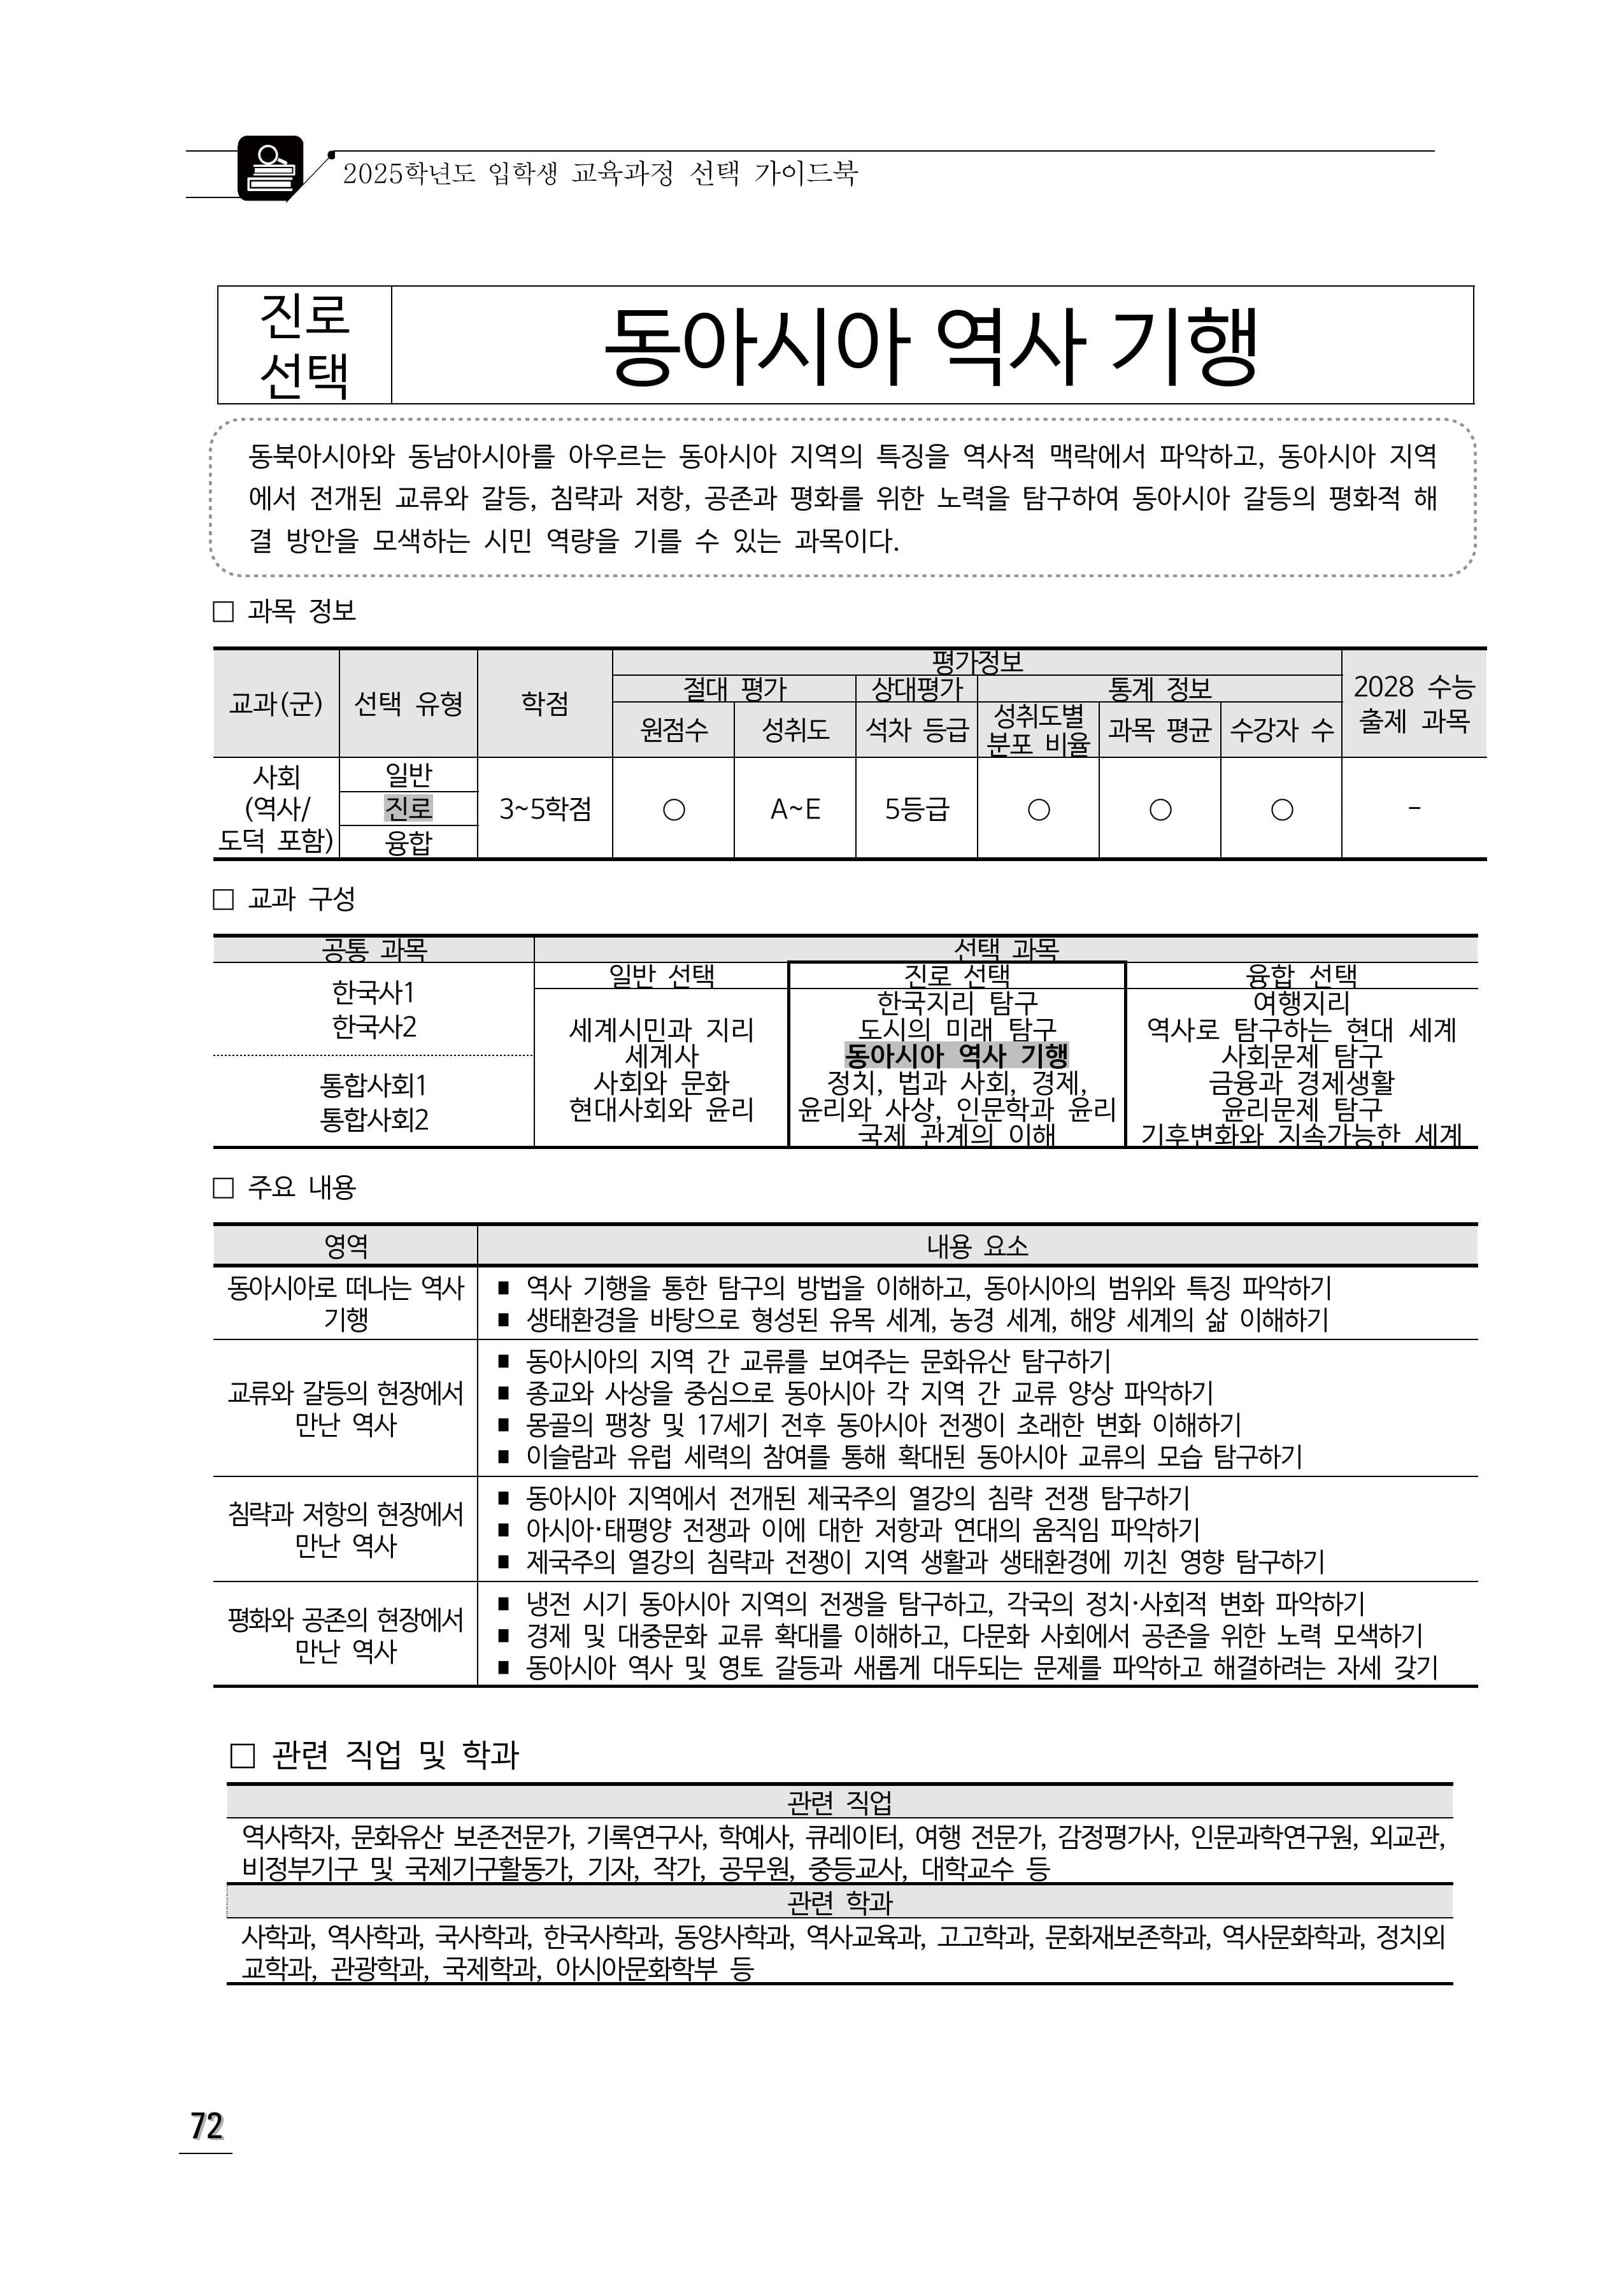 2025학년도 입학생 교육과정 선택 가이드북
진로
선택
동아시아 역사 기행
동북아시아와 동남아시아를 아우르는 동아시아 지역의 특징을 역사적 맥락에서 파악하고, 동아시아 지역
에서 전개된 교류와 갈등, 침략과 저항, 공존과 평화를 위한 노력을 탐구하여 동아시아 갈등의 평화적 해
결 방안을 모색하는 시민 역량을 기를 수 있는 과목이다.
□ 과목 정보
교과(군) 선택 유형 학점 평가정보 2028 수능
출제 과목
절대 평가 상대평가 통계 정보
원점수 성취도 석차 등급 성취도별
분포 비율 과목 평균 수강자 수
사회
(역사/
도덕 포함)
일반
진로
융합
3~5학점 ○ A~E 5등급 ○ ○ ○ -
□ 교과 구성
공통 과목 선택 과목
일반 선택 진로 선택 융합 선택
한국사1
한국사2
통합사회1
통합사회2
세계시민과 지리
세계사
사회와 문화
현대사회와 윤리
한국지리 탐구
도시의 미래 탐구
동아시아 역사 기행
정치, 법과 사회, 경제,
윤리와 사상, 인문학과 윤리
국제 관계의 이해
여행지리
역사로 탐구하는 현대 세계
사회문제 탐구
금융과 경제생활
윤리문제 탐구
기후변화와 지속가능한 세계
□ 주요 내용
영역 내용 요소
동아시아로 떠나는 역사
기행
■ 역사 기행을 통한 탐구의 방법을 이해하고, 동아시아의 범위와 특징 파악하기
■ 생태환경을 바탕으로 형성된 유목 세계, 농경 세계, 해양 세계의 삶 이해하기
교류와 갈등의 현장에서
만난 역사
■ 동아시아의 지역 간 교류를 보여주는 문화유산 탐구하기
■ 종교와 사상을 중심으로 동아시아 각 지역 간 교류 양상 파악하기
■ 몽골의 팽창 및 17세기 전후 동아시아 전쟁이 초래한 변화 이해하기
■ 이슬람과 유럽 세력의 참여를 통해 확대된 동아시아 교류의 모습 탐구하기
침략과 저항의 현장에서
만난 역사
■ 동아시아 지역에서 전개된 제국주의 열강의 침략 전쟁 탐구하기
■ 아시아·태평양 전쟁과 이에 대한 저항과 연대의 움직임 파악하기
■ 제국주의 열강의 침략과 전쟁이 지역 생활과 생태환경에 끼친 영향 탐구하기
평화와 공존의 현장에서
만난 역사
■ 냉전 시기 동아시아 지역의 전쟁을 탐구하고, 각국의 정치·사회적 변화 파악하기
■ 경제 및 대중문화 교류 확대를 이해하고, 다문화 사회에서 공존을 위한 노력 모색하기
■ 동아시아 역사 및 영토 갈등과 새롭게 대두되는 문제를 파악하고 해결하려는 자세 갖기
□ 관련 직업 및 학과
관련 직업
역사학자, 문화유산 보존전문가, 기록연구사, 학예사, 큐레이터, 여행 전문가, 감정평가사, 인문과학연구원, 외교관,
비정부기구 및 국제기구활동가, 기자, 작가, 공무원, 중등교사, 대학교수 등
관련 학과
사학과, 역사학과, 국사학과, 한국사학과, 동양사학과, 역사교육과, 고고학과, 문화재보존학과, 역사문화학과, 정치외
교학과, 관광학과, 국제학과, 아시아문화학부 등
72